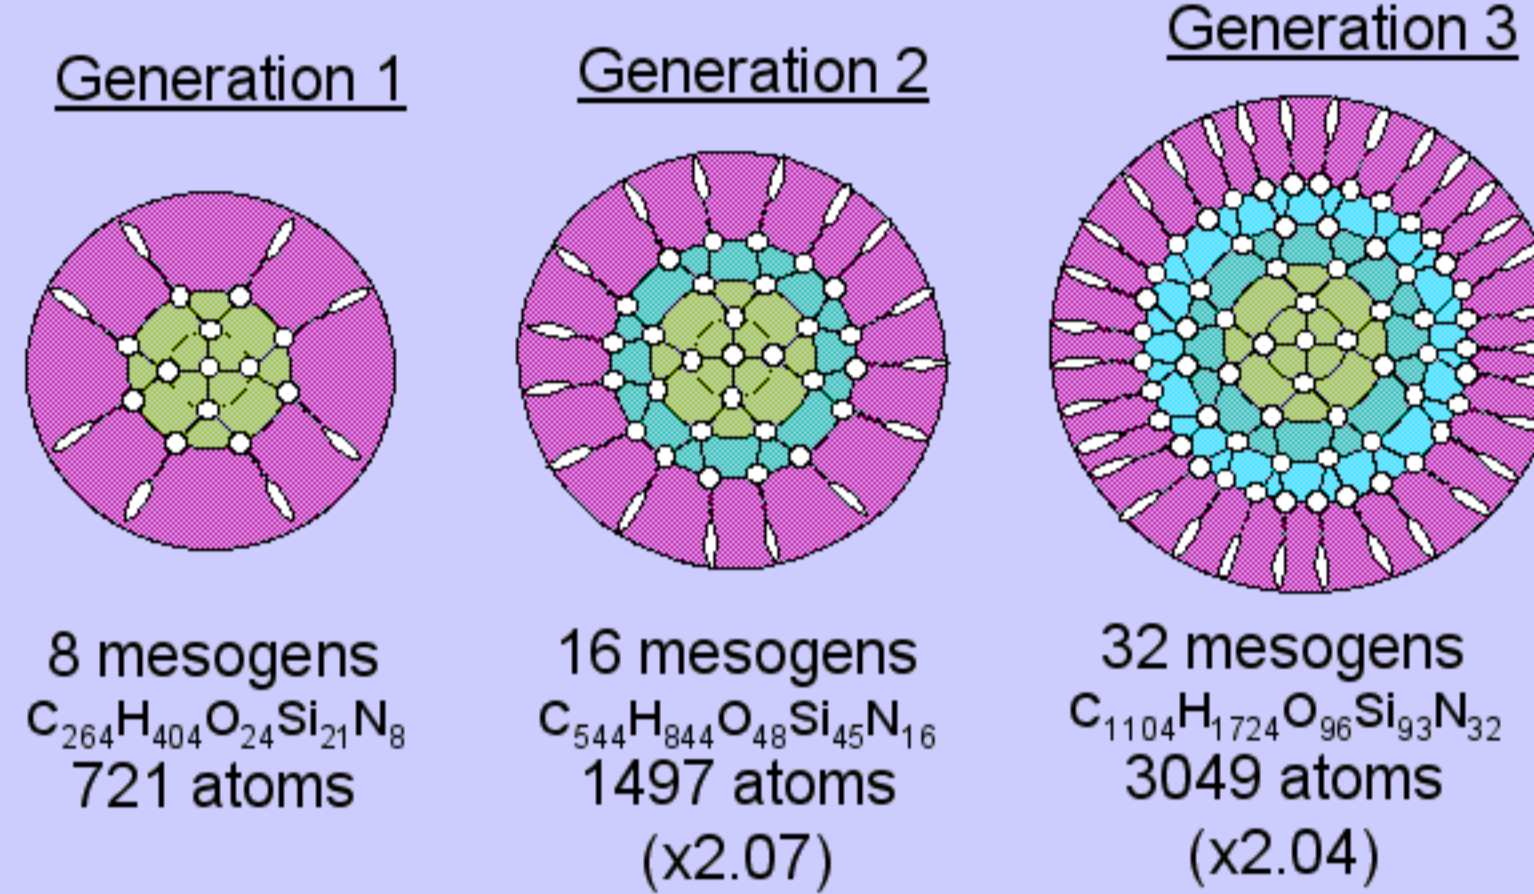 Generation 1
8 mesogens
C₂₆₄H₄₀₄O₂₄Si₂₁N₈
721 atoms
Generation 2
16 mesogens
C₅₄₄H₈₄₄O₄₈Si₄₅N₁₆
1497 atoms
(x2.07)
Generation 3
32 mesogens
C₁₁₀₄H₁₇₂₄O₉₆Si₉₃N₃₂
3049 atoms
(x2.04)